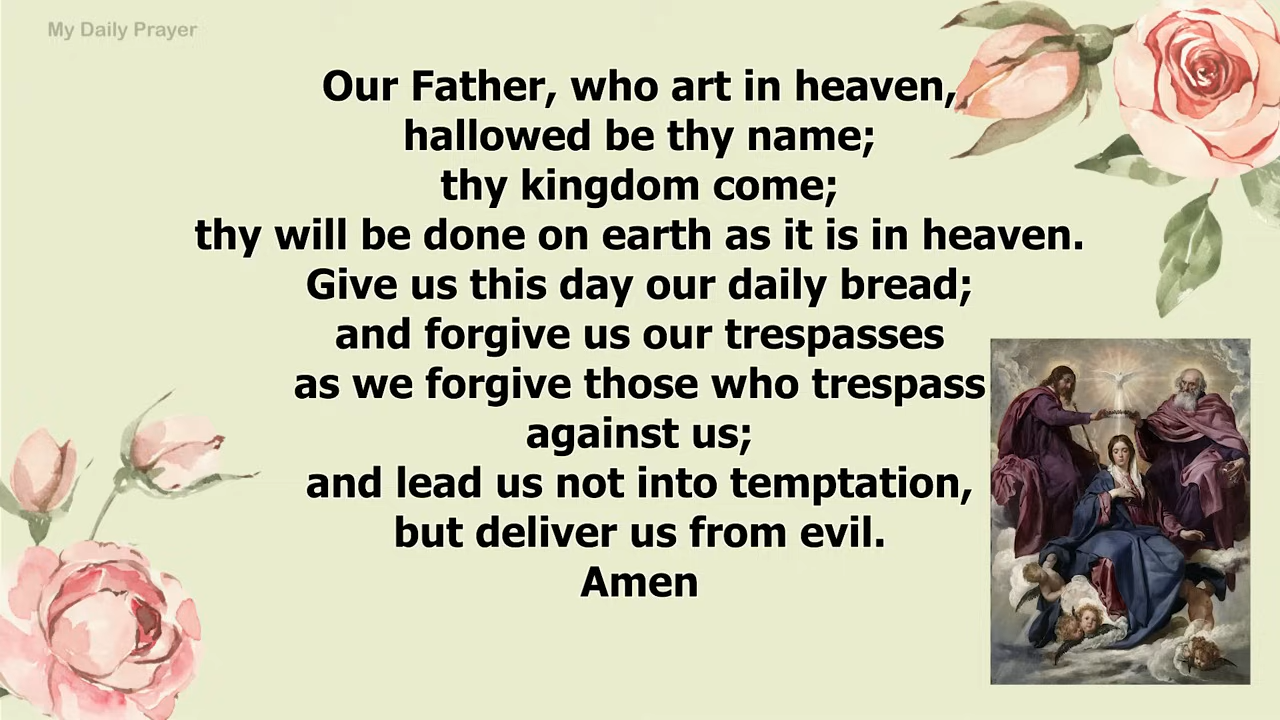 My Daily Prayer
Our Father, who art in heaven,
hallowed be thy name;
thy kingdom come;
thy will be done on earth as it is in heaven.
Give us this day our daily bread;
and forgive us our trespasses
as we forgive those who trespass
against us;
and lead us not into temptation,
but deliver us from evil.
Amen